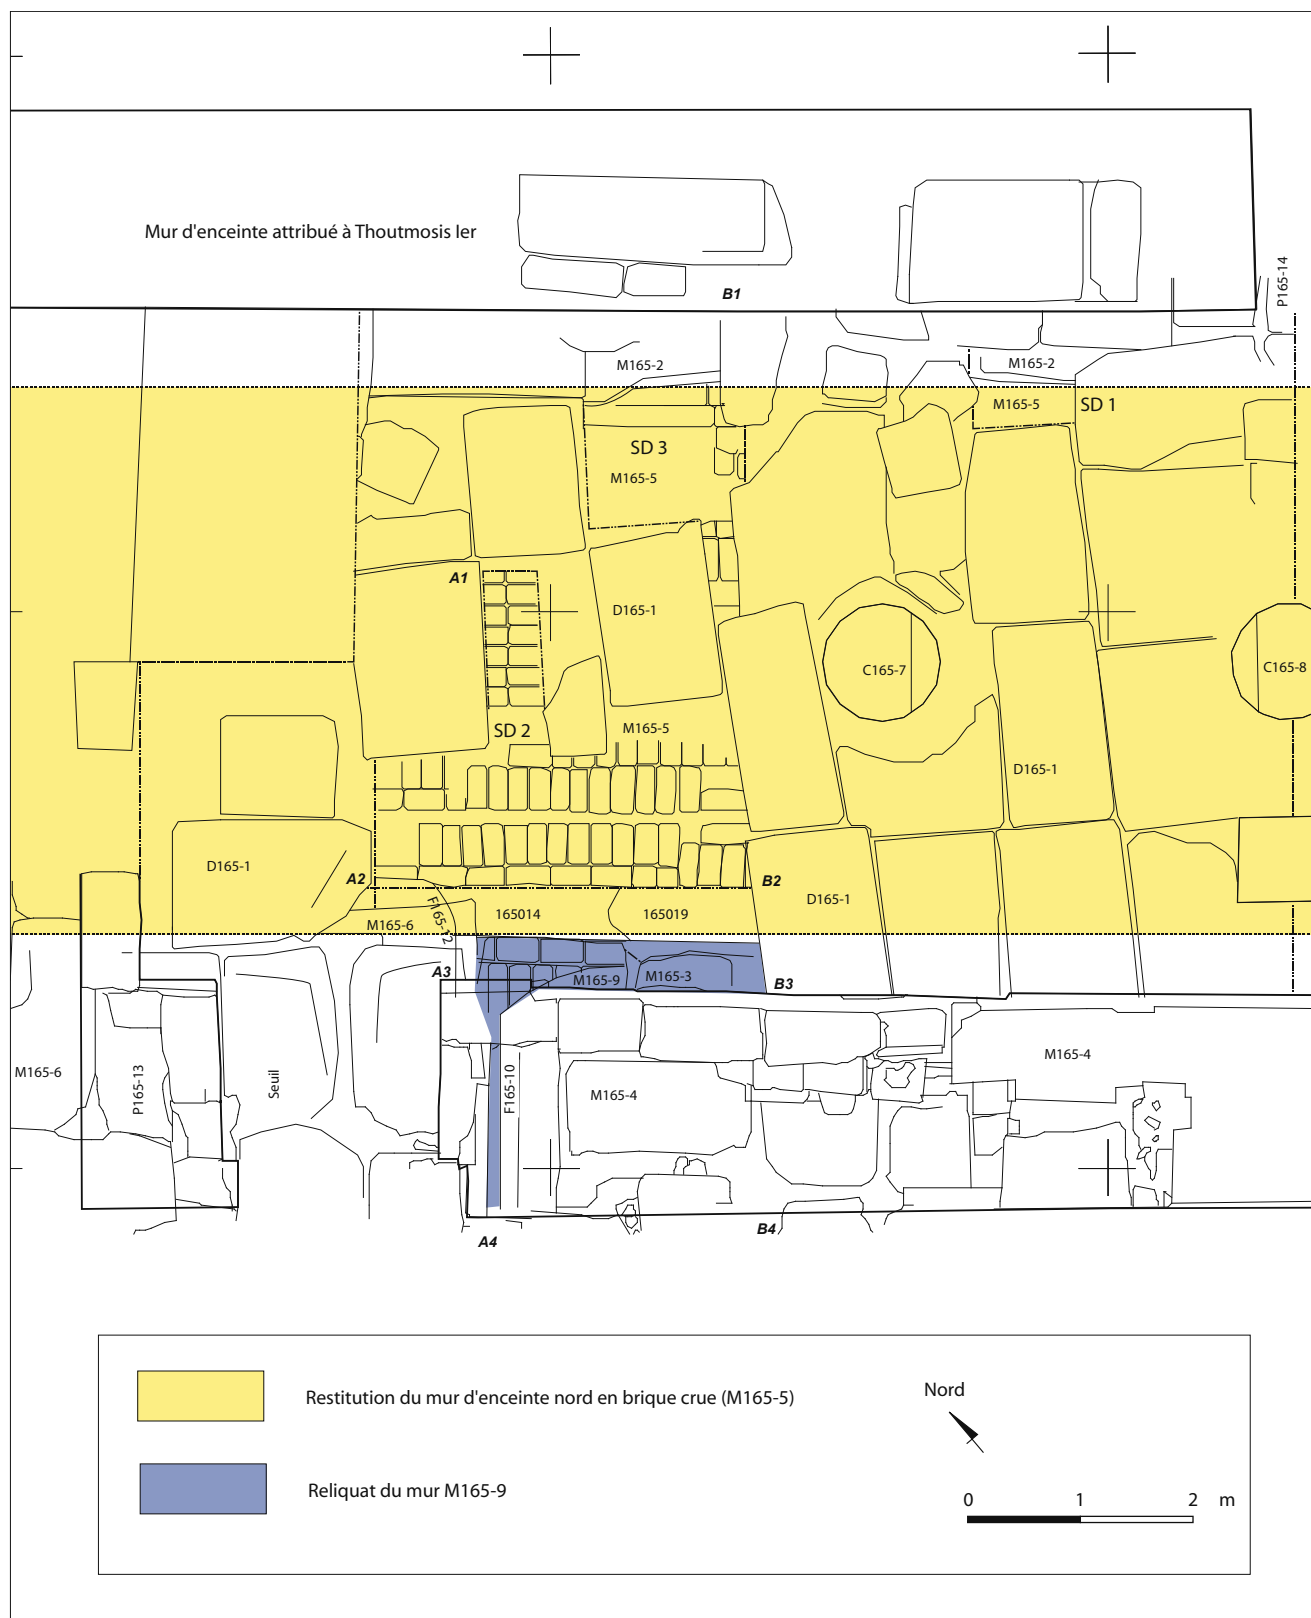 Mur d'enceinte attribué à Thoutmosis Ier
B1
P165-14
M165-2
M165-2
M165-5
SD 1
SD 3
M165-5
A1
D165-1
C165-7
C165-8
SD 2
M165-5
D165-1
D165-1
A2
B2
D165-1
F165-12
M165-6
165014
165019
A3
M165-9
M165-3
B3
M165-6
P165-13
Seuil
F165-10
M165-4
M165-4
A4
B4
Restitution du mur d'enceinte nord en brique crue (M165-5)
Nord
Reliquat du mur M165-9
0 1 2 m